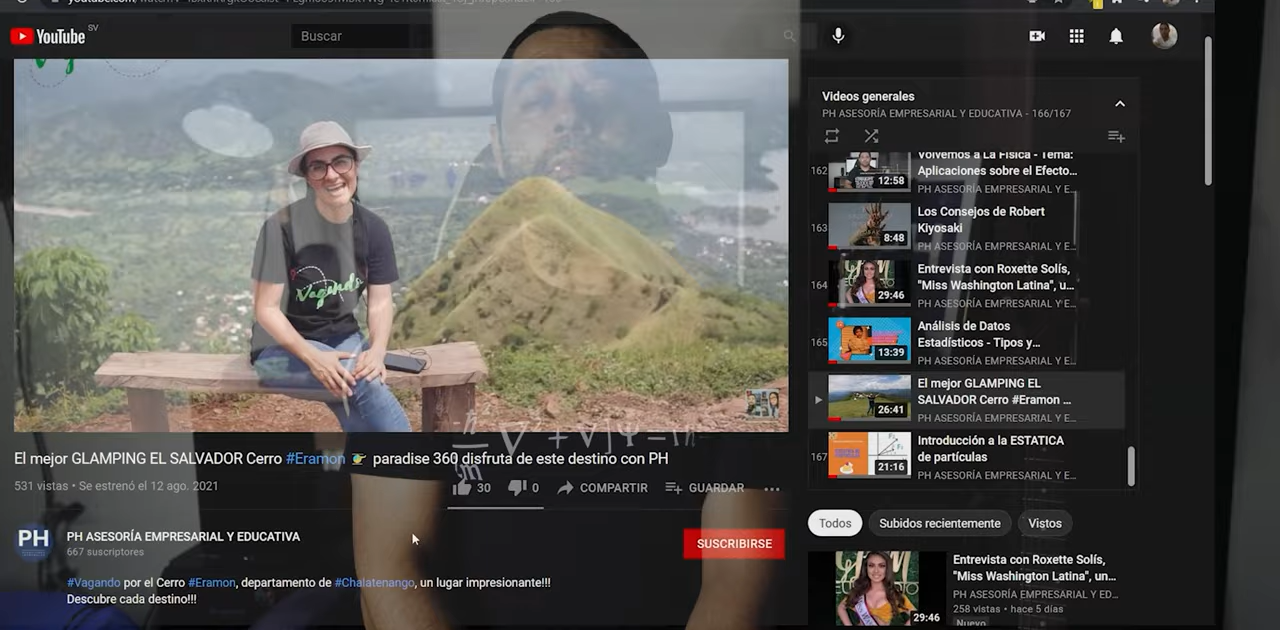 YouTube SV
Buscar
Vagando
Videos generales
PH ASESORÍA EMPRESARIAL Y EDUCATIVA - 166/167
162
Volvemos a La Física - Tema:
Aplicaciones sobre el Efecto...
PH ASESORÍA EMPRESARIAL Y E...
12:58
163
Los Consejos de Robert
Kiyosaki
PH ASESORÍA EMPRESARIAL Y E...
8:48
164
Entrevista con Roxette Solís,
"Miss Washington Latina", u...
PH ASESORÍA EMPRESARIAL Y E...
29:46
165
Análisis de Datos
Estadísticos - Tipos y...
PH ASESORÍA EMPRESARIAL Y E...
13:39
El mejor GLAMPING EL
SALVADOR Cerro #Eramon ...
PH ASESORÍA EMPRESARIAL Y E...
26:41
167
Introducción a la ESTATICA
de partículas
PH ASESORÍA EMPRESARIAL Y E...
21:16
El mejor GLAMPING EL SALVADOR Cerro #Eramon paradise 360 disfruta de este destino con PH
531 vistas • Se estrenó el 12 ago. 2021
30 0 COMPARTIR GUARDAR ...
PH
PH ASESORÍA EMPRESARIAL Y EDUCATIVA
667 suscriptores
SUSCRIBIRSE
#Vagando por el Cerro #Eramon, departamento de #Chalatenango, un lugar impresionante!!!
Descubre cada destino!!!
Todos Subidos recientemente Vistos
Entrevista con Roxette Solís,
"Miss Washington Latina", un...
PH ASESORÍA EMPRESARIAL Y ED...
258 vistas • hace 5 días
Nuevo
29:46